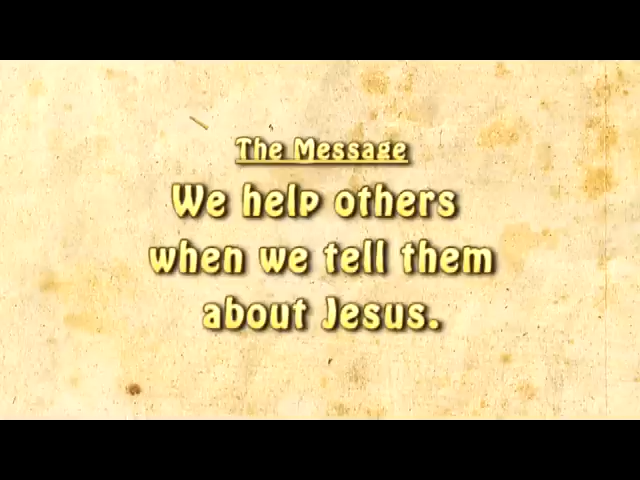 The Message
We help others
when we tell them
about Jesus.